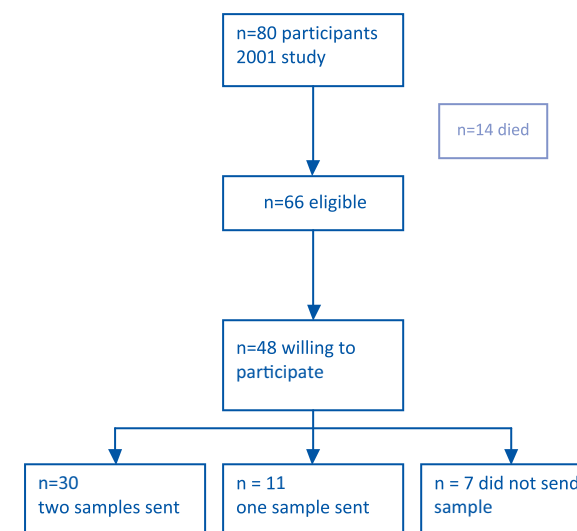 n=80 participants
2001 study
n=14 died
n=66 eligible
n=48 willing to
participate
n=30
two samples sent
n = 11
one sample sent
n = 7 did not send
sample